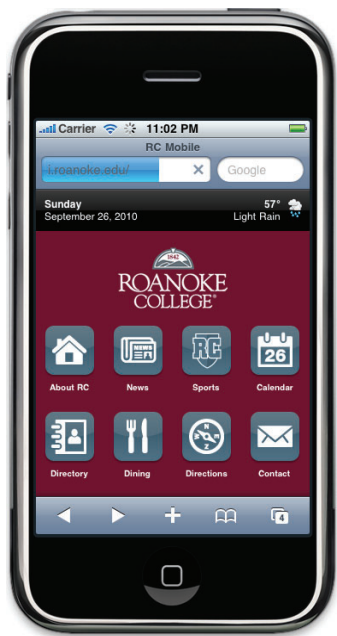 Carrier 11:02 PM
RC Mobile
i.roanoke.edu/ Google
Sunday 57°
September 26, 2010 Light Rain
1842
ROANOKE
COLLEGE®
NEWS RC 26
About RC News Sports Calendar
N
Directory Dining Directions Contact
4